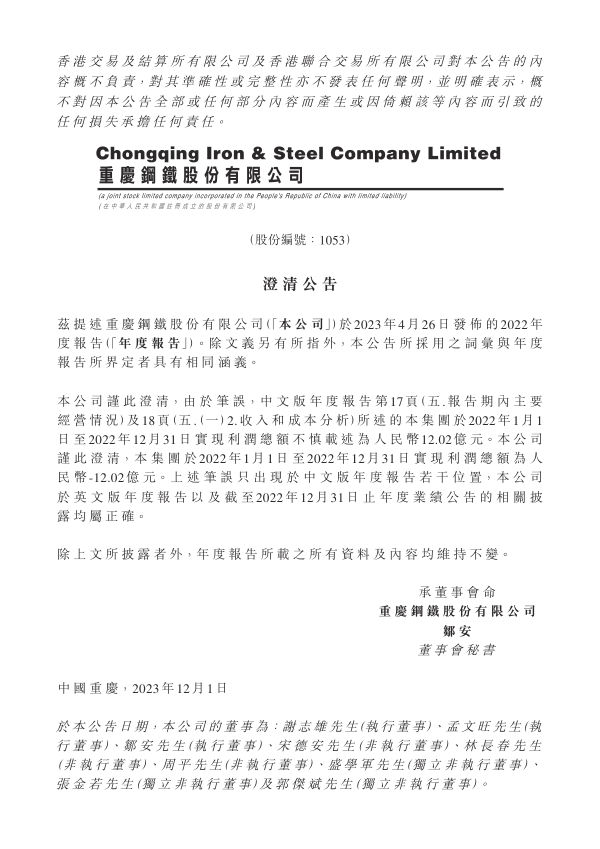 香港交易及結算所有限公司及香港聯合交易所有限公司對本公告的內
容概不負責，對其準確性或完整性亦不發表任何聲明，並明確表示，概
不對因本公告全部或任何部分內容而產生或因倚賴該等內容而引致的
任何損失承擔任何責任。
Chongqing Iron & Steel Company Limited
重慶鋼鐵股份有限公司
(a joint stock limited company incorporated in the People's Republic of China with limited liability)
(在中華人民共和國註冊成立的股份有限公司)
(股份編號：1053)
澄清公告
茲提述重慶鋼鐵股份有限公司(「本公司」)於2023年4月26日發佈的2022年
度報告(「年度報告」)。除文義另有所指外，本公告所採用之詞彙與年度
報告所界定者具有相同涵義。
本公司謹此澄清，由於筆誤，中文版年度報告第17頁(五.報告期內主要
經營情況)及18頁(五.(一)2.收入和成本分析)所述的本集團於2022年1月1
日至2022年12月31日實現利潤總額不慎載述為人民幣12.02億元。本公司
謹此澄清，本集團於2022年1月1日至2022年12月31日實現利潤總額為人
民幣-12.02億元。上述筆誤只出現於中文版年度報告若干位置，本公司
於英文版年度報告以及截至2022年12月31日止年度業績公告的相關披
露均屬正確。
除上文所披露者外，年度報告所載之所有資料及內容均維持不變。
承董事會命
重慶鋼鐵股份有限公司
鄒安
董事會秘書
中國重慶，2023年12月1日
於本公告日期，本公司的董事為：謝志雄先生(執行董事)、孟文旺先生(執
行董事)、鄒安先生(執行董事)、宋德安先生(非執行董事)、林長春先生
(非執行董事)、周平先生(非執行董事)、盛學軍先生(獨立非執行董事)、
張金若先生(獨立非執行董事)及郭傑斌先生(獨立非執行董事)。